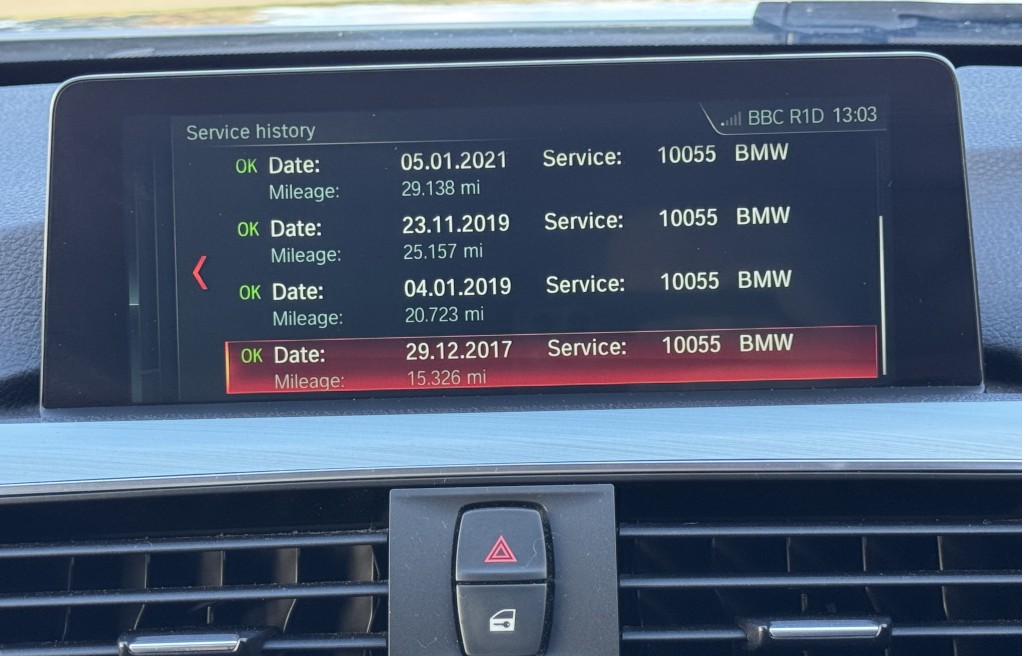 Service history
BBC R1D 13:03
OK Date: 05.01.2021 Service: 10055 BMW
Mileage: 29.138 mi
OK Date: 23.11.2019 Service: 10055 BMW
Mileage: 25.157 mi
OK Date: 04.01.2019 Service: 10055 BMW
Mileage: 20.723 mi
OK Date: 29.12.2017 Service: 10055 BMW
Mileage: 15.326 mi